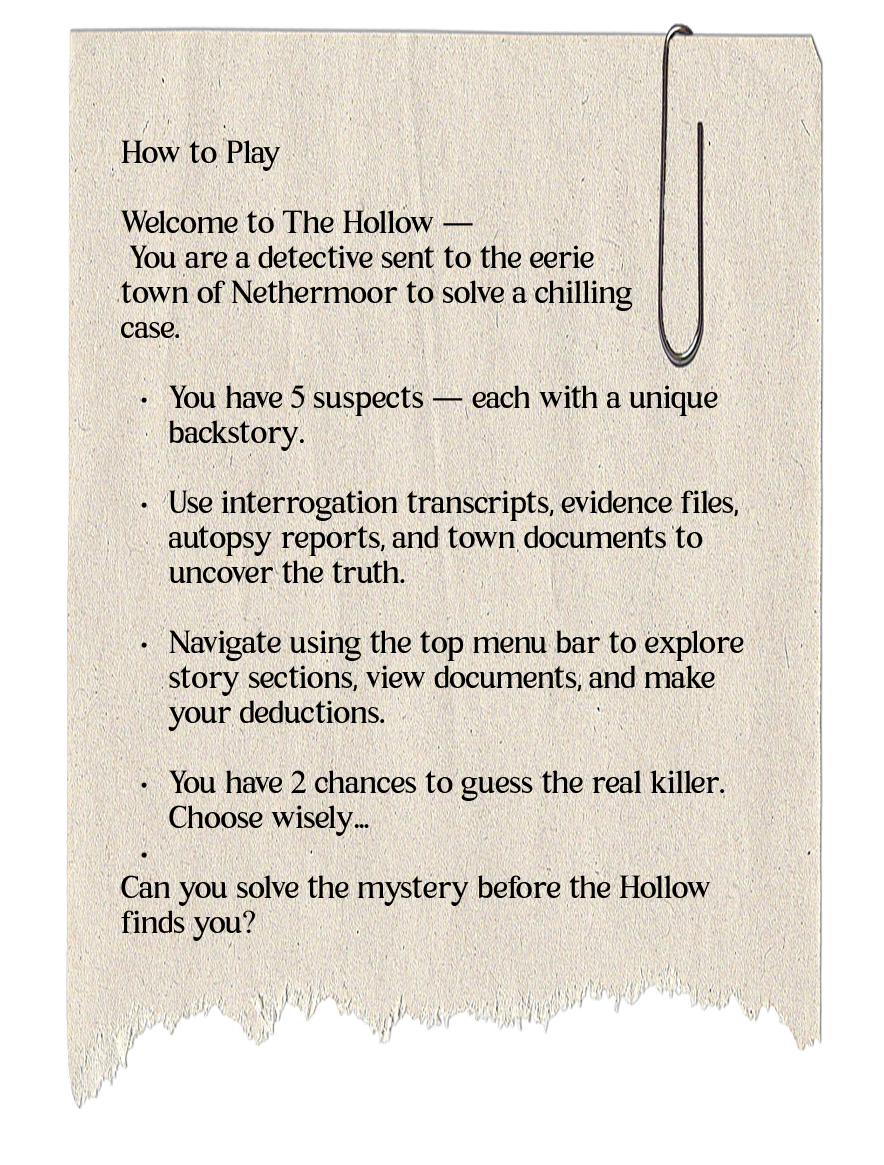 How to Play
Welcome to The Hollow —
You are a detective sent to the eerie
town of Nethermoor to solve a chilling
case.
· You have 5 suspects — each with a unique
backstory.
· Use interrogation transcripts, evidence files,
autopsy reports, and town documents to
uncover the truth.
· Navigate using the top menu bar to explore
story sections, view documents, and make
your deductions.
· You have 2 chances to guess the real killer.
Choose wisely...
·
Can you solve the mystery before the Hollow
finds you?